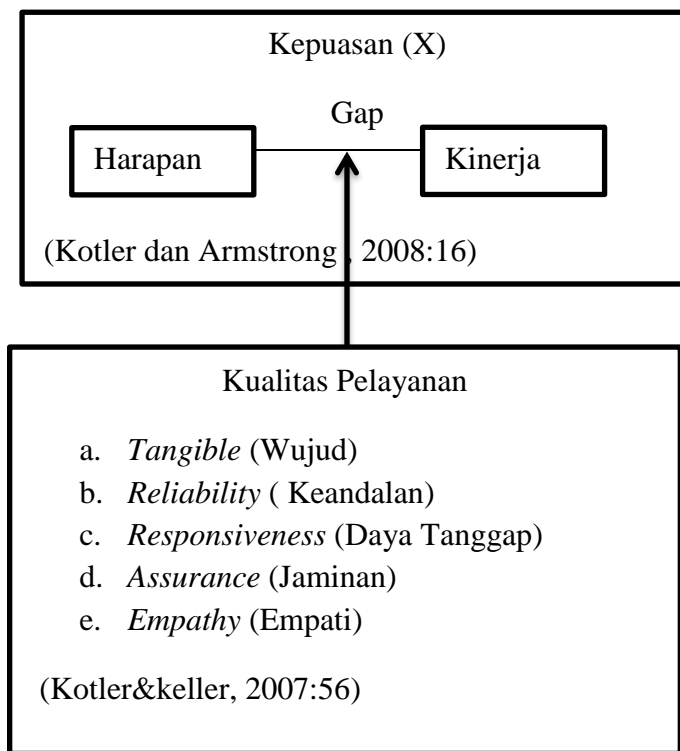 Kepuasan (X)
Gap
Harapan
Kinerja
(Kotler dan Armstrong , 2008:16)
Kualitas Pelayanan
a. Tangible (Wujud)
b. Reliability ( Keandalan)
c. Responsiveness (Daya Tanggap)
d. Assurance (Jaminan)
e. Empathy (Empati)
(Kotler&keller, 2007:56)